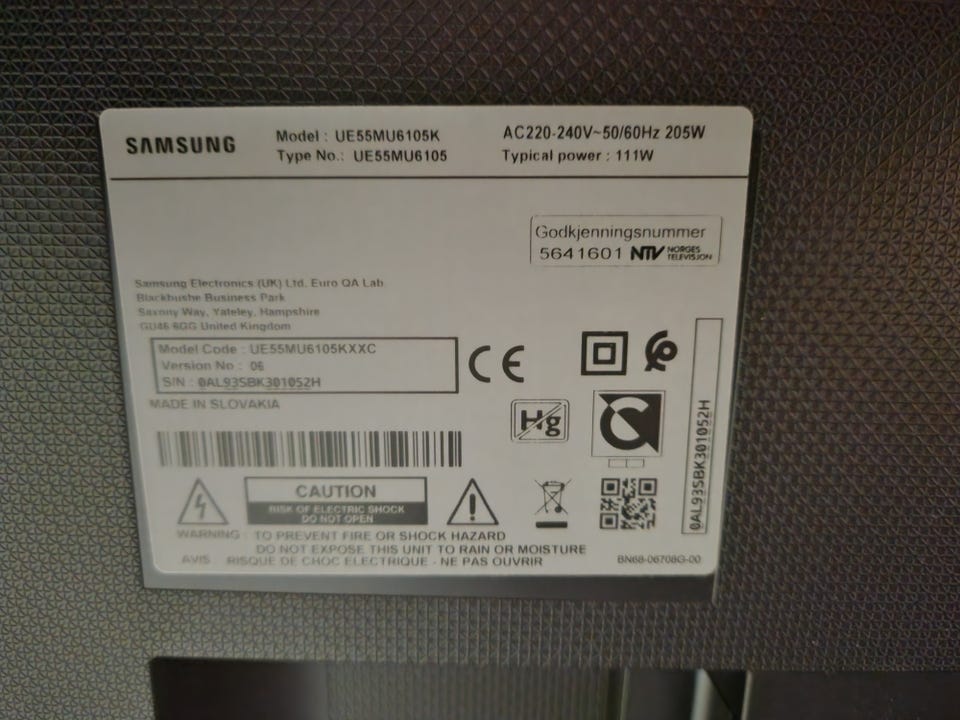 SAMSUNG
Model : UE55MU6105K
Type No.: UE55MU6105
AC220-240V~50/60Hz 205W
Typical power : 111W
Godkjenningsnummer
5641601 NTV NORGES TELEVISJON
Samsung Electronics (UK) Ltd. Euro QA Lab.
Blackbushe Business Park
Saxony Way, Yateley, Hampshire
GU46 6GG United Kingdom
Model Code : UE55MU6105KXXC
Version No : 06
S/N : 0AL93SBK301052H
MADE IN SLOVAKIA
CE
Hg
0AL93SBK301052H
CAUTION
RISK OF ELECTRIC SHOCK
DO NOT OPEN
WARNING : TO PREVENT FIRE OR SHOCK HAZARD
DO NOT EXPOSE THIS UNIT TO RAIN OR MOISTURE
AVIS RISQUE DE CHOC ELECTRIQUE - NE PAS OUVRIR
BN68-06708G-00